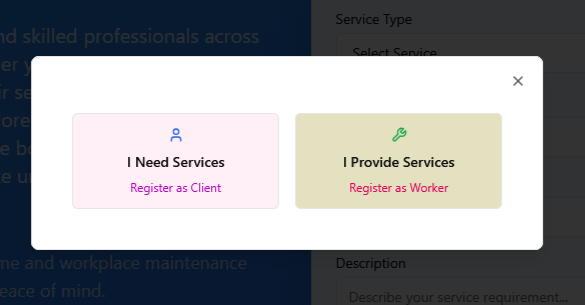 nd skilled professionals across
Service Type
Select Service
er y
ir se
ore
e bo
e u
I Need Services
Register as Client
I Provide Services
Register as Worker
me and workplace maintenance
eace of mind.
Description
Describe your service requirement...